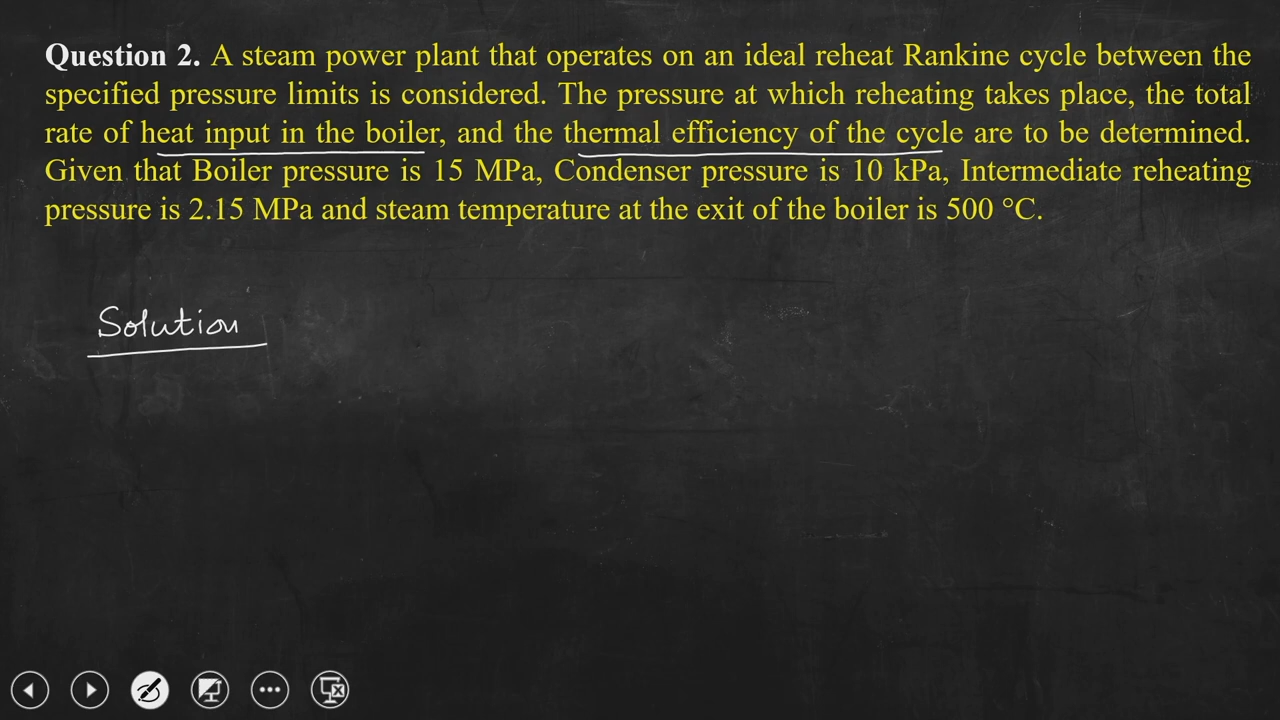 Question 2. A steam power plant that operates on an ideal reheat Rankine cycle between the
specified pressure limits is considered. The pressure at which reheating takes place, the total
rate of heat input in the boiler, and the thermal efficiency of the cycle are to be determined.
Given that Boiler pressure is 15 MPa, Condenser pressure is 10 kPa, Intermediate reheating
pressure is 2.15 MPa and steam temperature at the exit of the boiler is 500 °C.
Solution